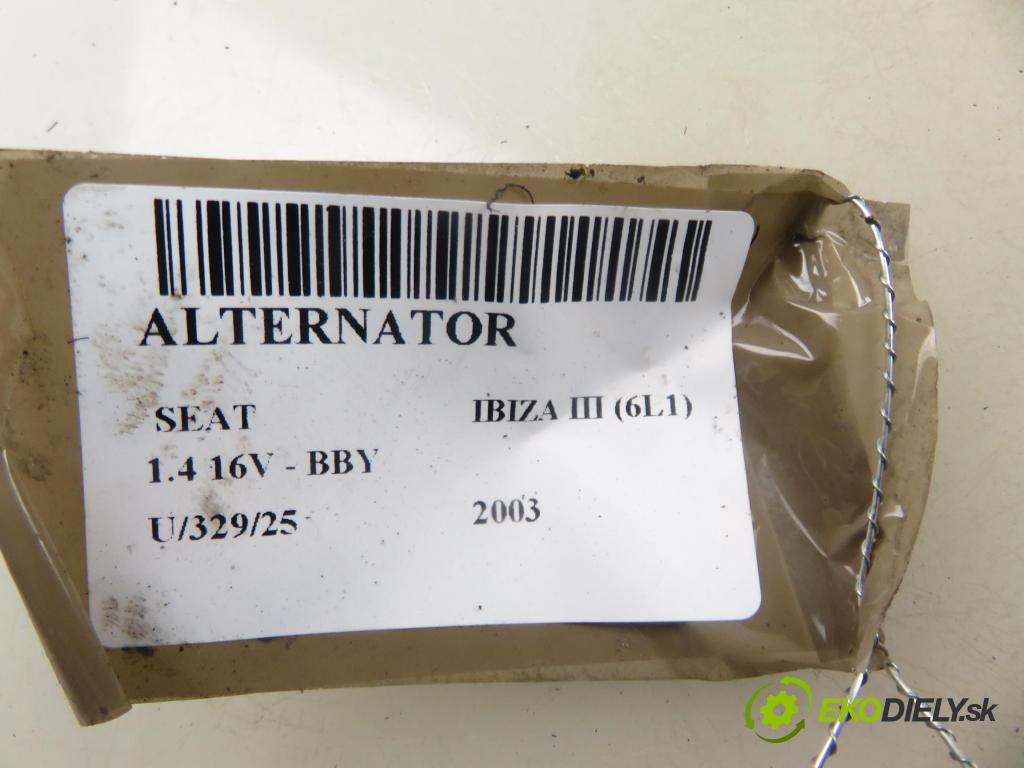 ALTERNATOR
SEAT IBIZA III (6L1)
1.4 16V - BBY
U/329/25 2003
EKODIELY.sk